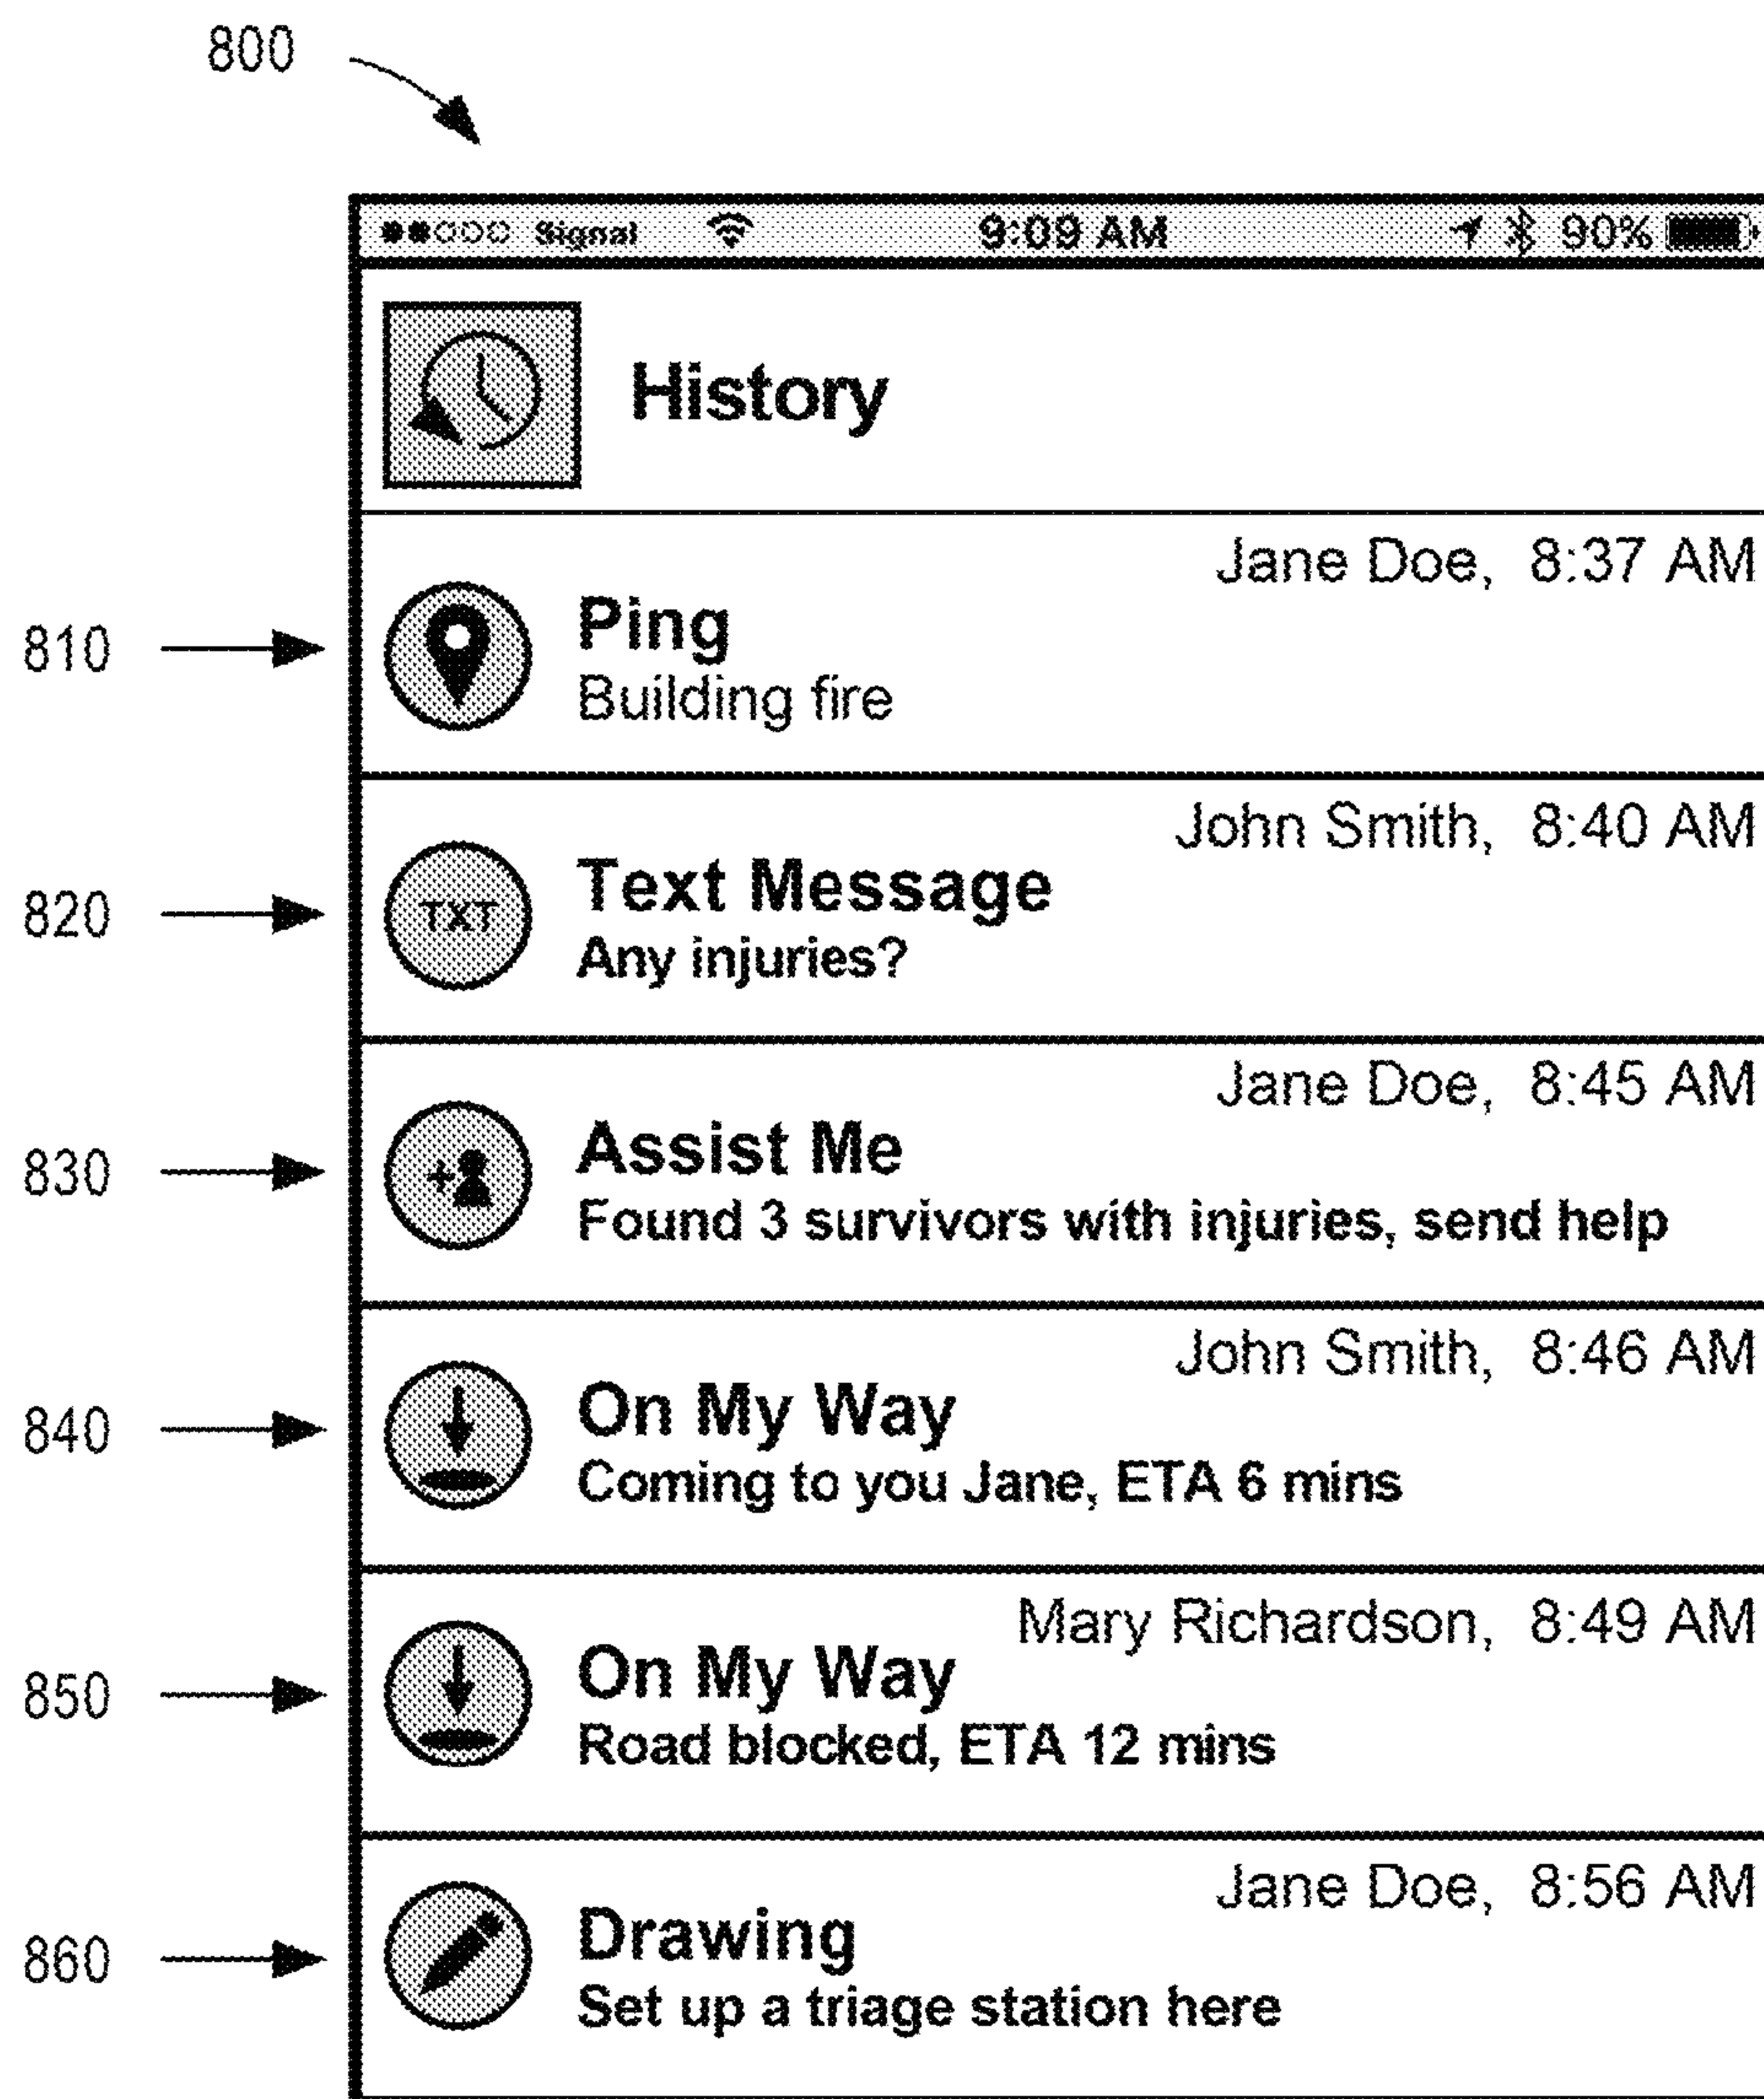 800
Signal 9:09 AM 90%
History
Jane Doe, 8:37 AM
810 Ping
Building fire
John Smith, 8:40 AM
820 TXT Text Message
Any injuries?
Jane Doe, 8:45 AM
830 Assist Me
Found 3 survivors with injuries, send help
John Smith, 8:46 AM
840 On My Way
Coming to you Jane, ETA 6 mins
Mary Richardson, 8:49 AM
850 On My Way
Road blocked, ETA 12 mins
Jane Doe, 8:56 AM
860 Drawing
Set up a triage station here